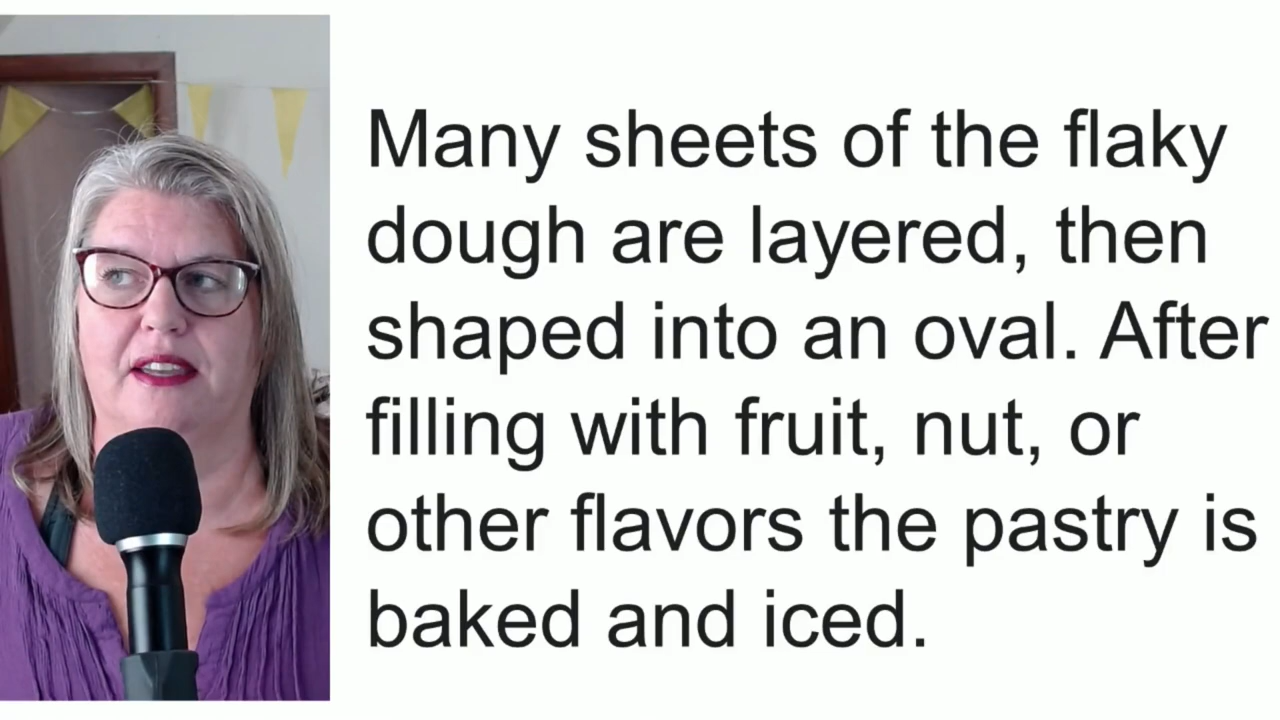 Many sheets of the flaky
dough are layered, then
shaped into an oval. After
filling with fruit, nut, or
other flavors the pastry is
baked and iced.